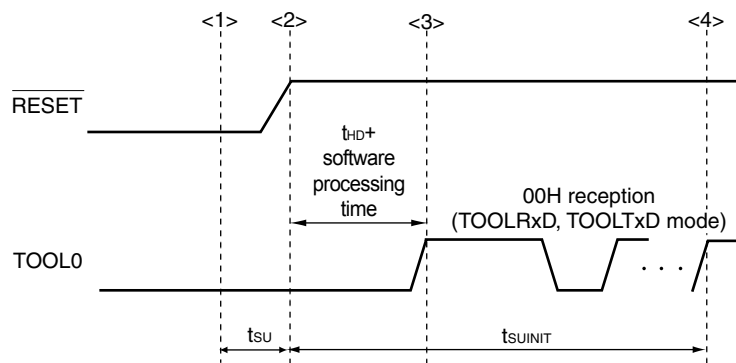 <1> <2> <3> <4>
RESET
tHD+
software
processing
time
00H reception
(TOOLRxD, TOOLTxD mode)
TOOL0
. . .
tSU
tSUINIT